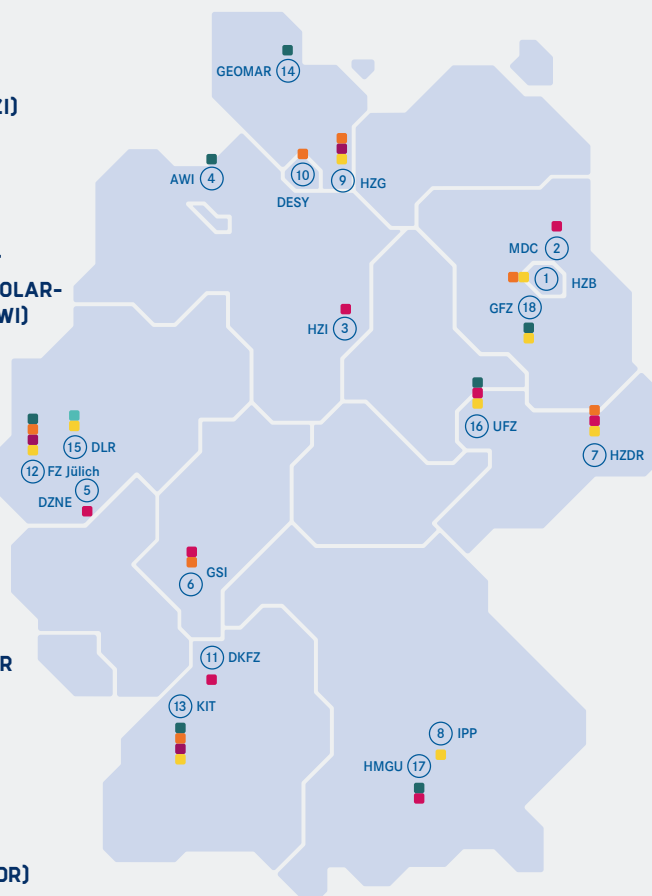 GEOMAR 14
ZI)
AWI 4
10
DESY
9 HZG
MDC 2
1 HZB
OLAR-
WI)
GFZ 18
HZI 3
15 DLR
16 UFZ
12 FZ Jülich
7 HZDR
5
DZNE
GSI
6
R
11 DKFZ
13 KIT
8 IPP
HMGU 17
OR)